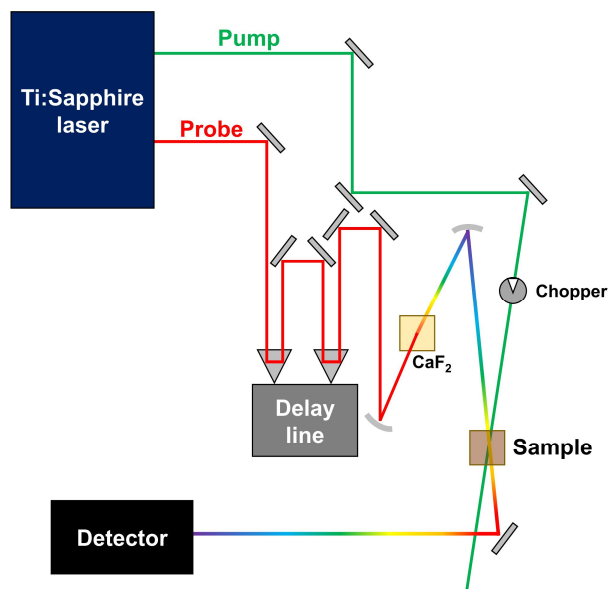 Pump
Ti:Sapphire
laser
Probe
Chopper
CaF₂
Delay
line
Sample
Detector